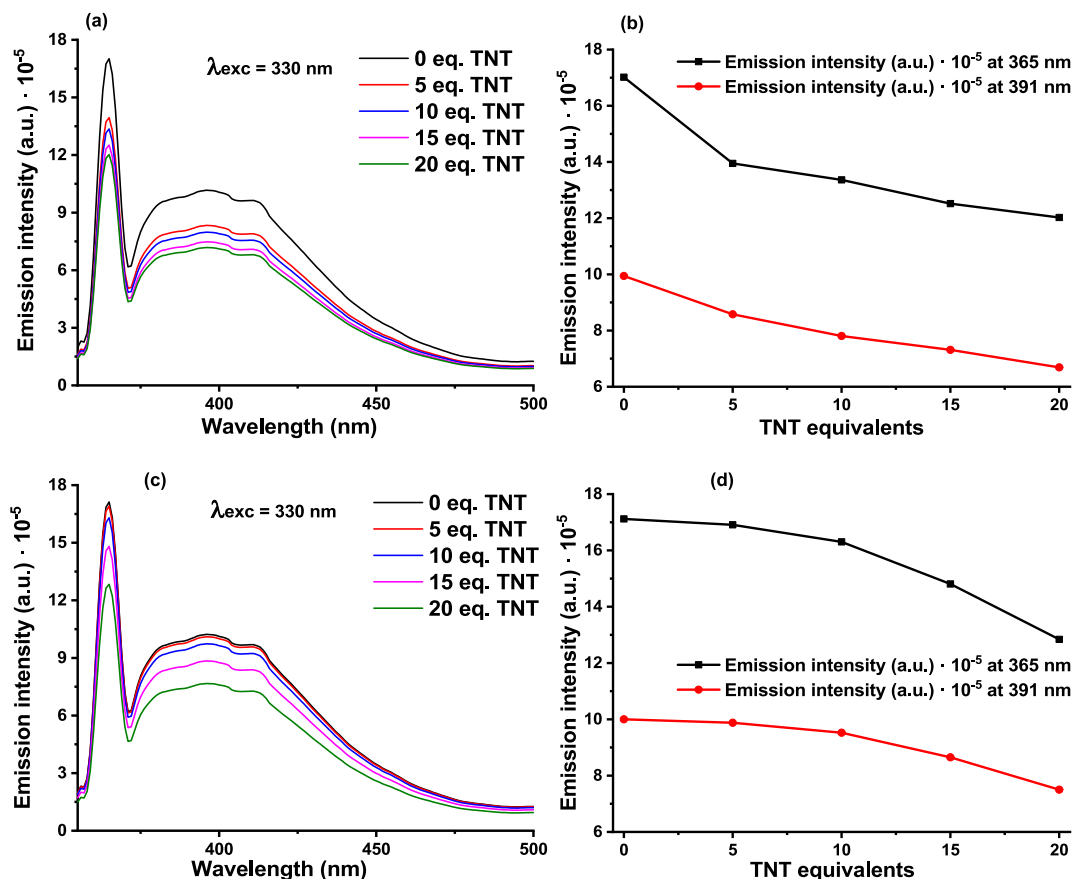 (a)
λexc = 330 nm
0 eq. TNT
5 eq. TNT
10 eq. TNT
15 eq. TNT
20 eq. TNT
Emission intensity (a.u.) · 10⁻⁵
18
15
12
9
6
3
0
400
450
500
Wavelength (nm)
(b)
Emission intensity (a.u.) · 10⁻⁵ at 365 nm
Emission intensity (a.u.) · 10⁻⁵ at 391 nm
Emission intensity (a.u.) · 10⁻⁵
18
16
14
12
10
8
6
0
5
10
15
20
TNT equivalents
(c)
λexc = 330 nm
0 eq. TNT
5 eq. TNT
10 eq. TNT
15 eq. TNT
20 eq. TNT
Emission intensity (a.u.) · 10⁻⁵
18
15
12
9
6
3
0
400
450
500
Wavelength (nm)
(d)
Emission intensity (a.u.) · 10⁻⁵ at 365 nm
Emission intensity (a.u.) · 10⁻⁵ at 391 nm
Emission intensity (a.u.) · 10⁻⁵
18
16
14
12
10
8
6
0
5
10
15
20
TNT equivalents